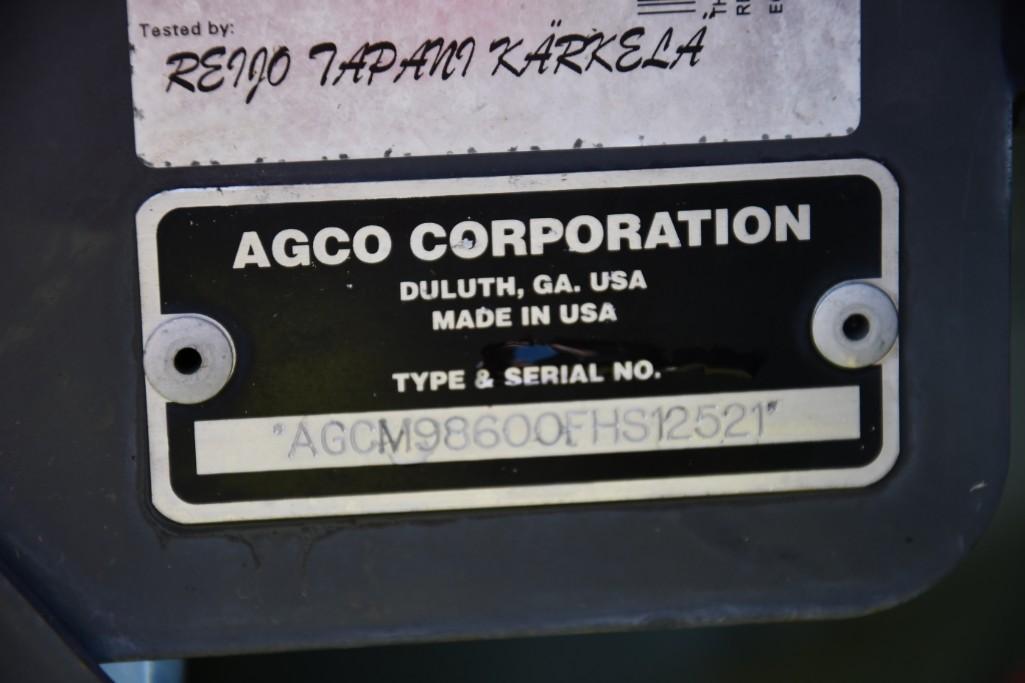 Tested by:
REIJO TAPANI KÄRKELÄ
AGCO CORPORATION
DULUTH, GA. USA
MADE IN USA
TYPE & SERIAL NO.
*AGCM98600FHS12521*